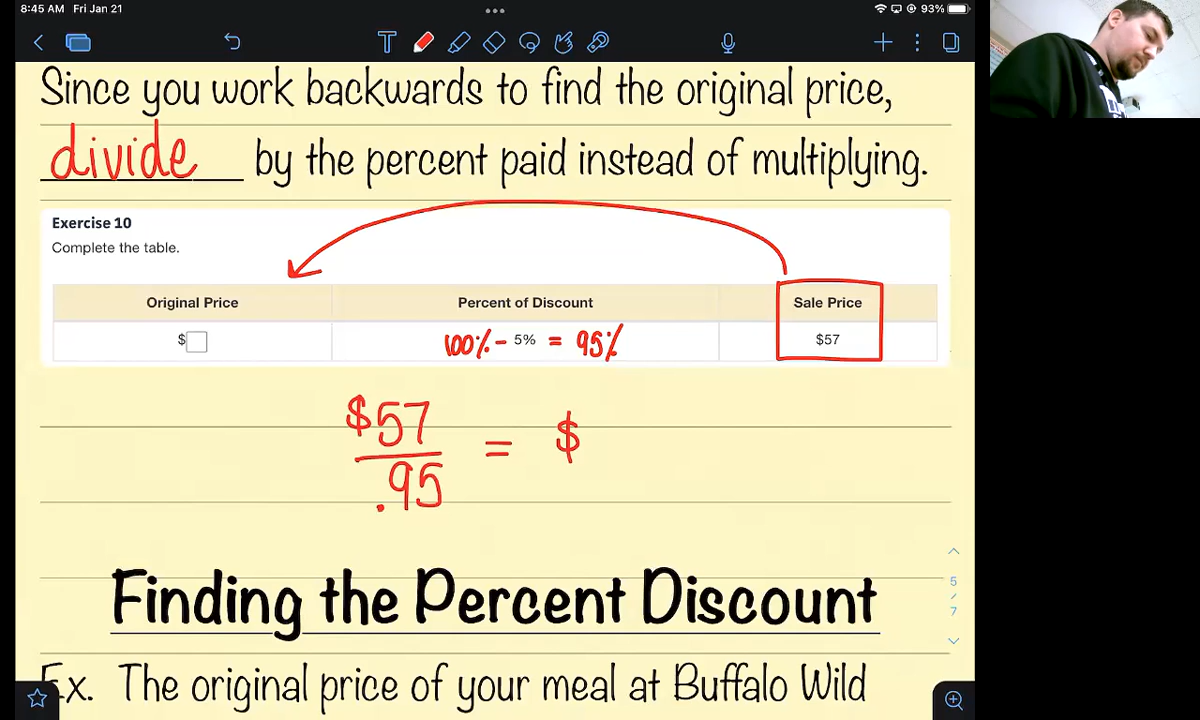 8:45 AM Fri Jan 21
93%
Since you work backwards to find the original price,
divide by the percent paid instead of multiplying.
Exercise 10
Complete the table.
Original Price Percent of Discount Sale Price
$ 100% - 5% = 95% $57
$57
.95
= $
Finding the Percent Discount
5
/
7
Ex. The original price of your meal at Buffalo Wild